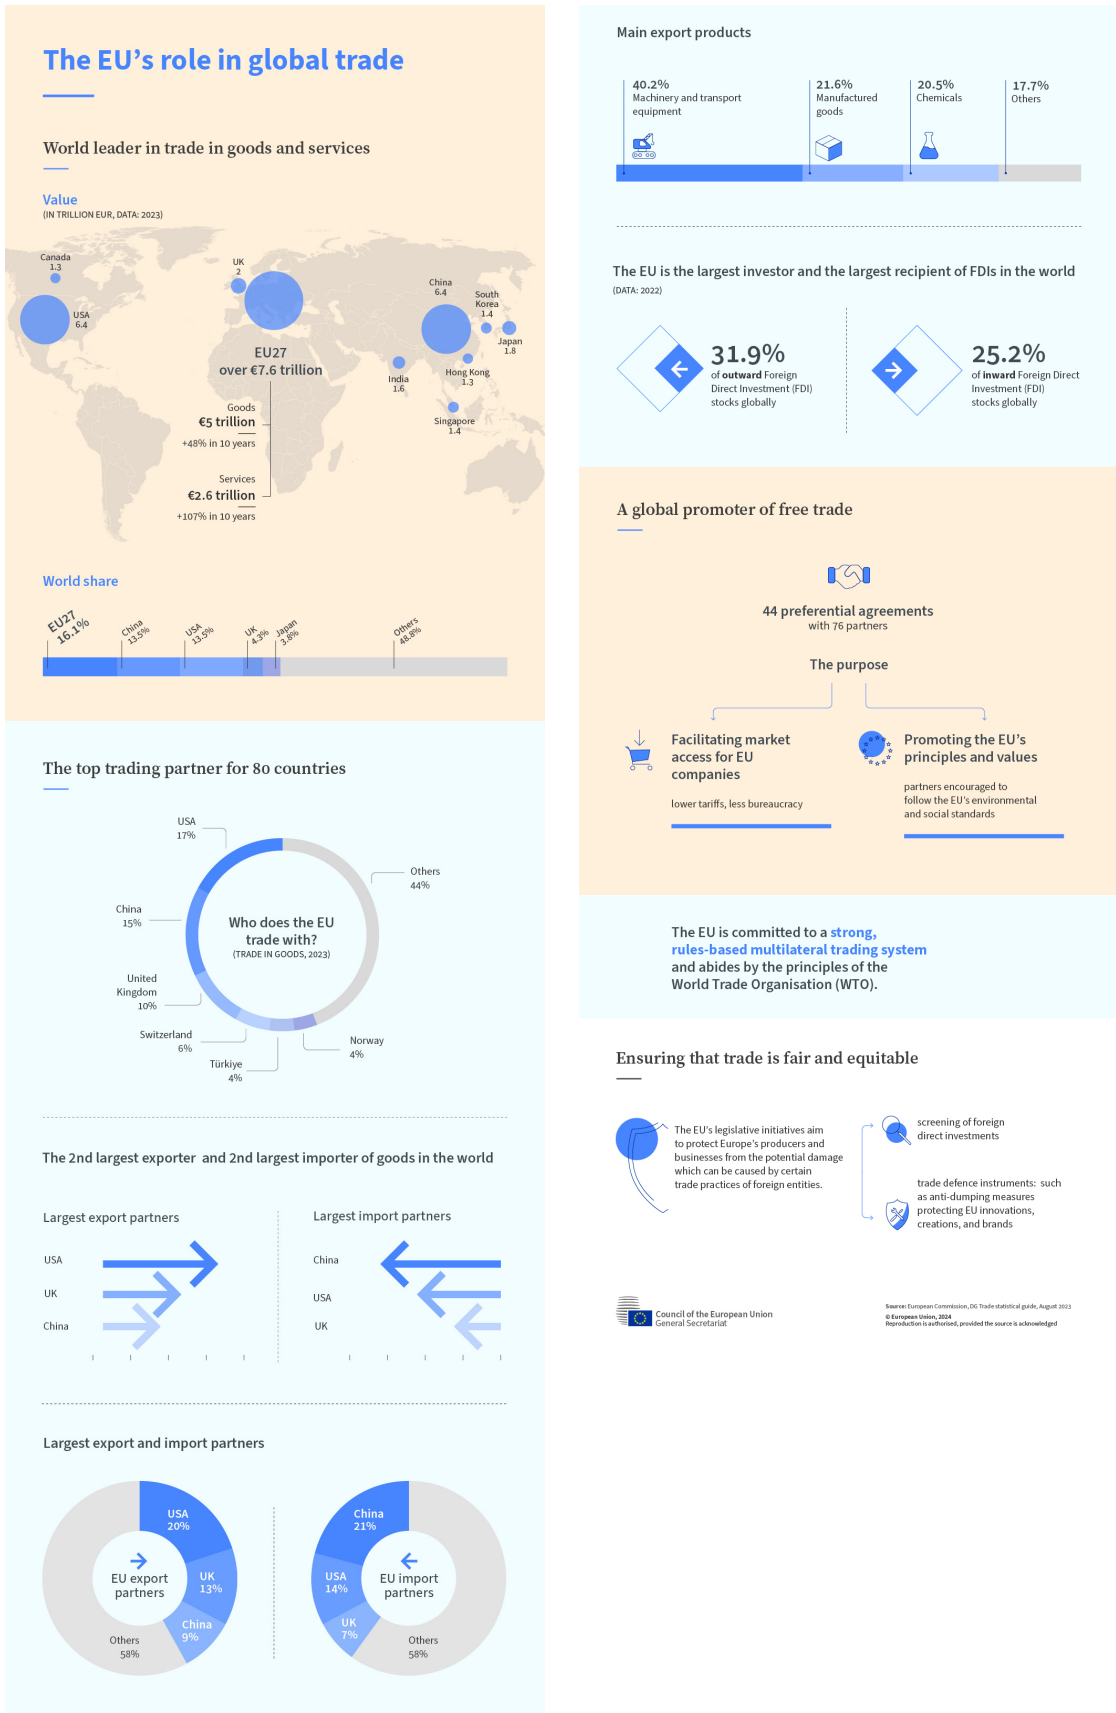 The EU’s role in global trade
World leader in trade in goods and services
Value
(IN TRILLION EUR, DATA: 2023)
Canada
1.3
USA
6.4
UK
2
China
6.4
South
Korea
1.4
Japan
1.8
Hong Kong
1.3
India
1.6
Singapore
1.4
EU27
over €7.6 trillion
Goods
€5 trillion
+48% in 10 years
Services
€2.6 trillion
+107% in 10 years
World share
EU27
16.1%
China
13.5%
USA
13.5%
UK
4.3%
Japan
3.8%
Others
48.8%
The top trading partner for 80 countries
USA
17%
Others
44%
China
15%
Who does the EU
trade with?
(TRADE IN GOODS, 2023)
United
Kingdom
10%
Switzerland
6%
Türkiye
4%
Norway
4%
The 2nd largest exporter and 2nd largest importer of goods in the world
Largest export partners
USA
UK
China
Largest import partners
China
USA
UK
Largest export and import partners
USA
20%
UK
13%
China
9%
Others
58%
EU export
partners
China
21%
USA
14%
UK
7%
Others
58%
EU import
partners
Main export products
40.2%
Machinery and transport
equipment
21.6%
Manufactured
goods
20.5%
Chemicals
17.7%
Others
The EU is the largest investor and the largest recipient of FDIs in the world
(DATA: 2022)
31.9%
of outward Foreign
Direct Investment (FDI)
stocks globally
25.2%
of inward Foreign Direct
Investment (FDI)
stocks globally
A global promoter of free trade
44 preferential agreements
with 76 partners
The purpose
Facilitating market
access for EU
companies
lower tariffs, less bureaucracy
Promoting the EU’s
principles and values
partners encouraged to
follow the EU’s environmental
and social standards
The EU is committed to a strong,
rules-based multilateral trading system
and abides by the principles of the
World Trade Organisation (WTO).
Ensuring that trade is fair and equitable
The EU’s legislative initiatives aim
to protect Europe’s producers and
businesses from the potential damage
which can be caused by certain
trade practices of foreign entities.
screening of foreign
direct investments
trade defence instruments: such
as anti-dumping measures
protecting EU innovations,
creations, and brands
Council of the European Union
General Secretariat
Source: European Commission, DG Trade statistical guide, August 2023
© European Union, 2024
Reproduction is authorised, provided the source is acknowledged